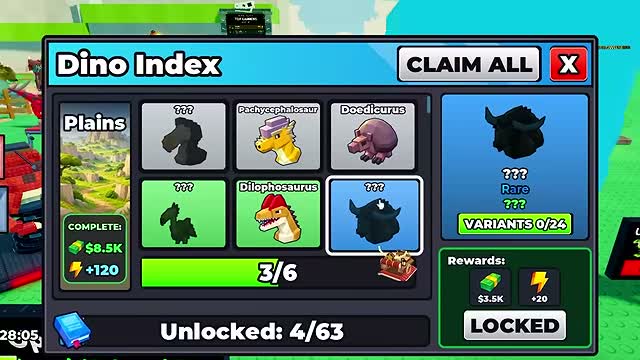 Dino Index
CLAIM ALL
X
Plains
COMPLETE:
$8.5K
+120
???
Pachycephalosaur
Doedicurus
???
Dilophosaurus
???
3/6
???
Rare
???
VARIANTS 0/24
Rewards:
$3.5K
+20
LOCKED
Unlocked: 4/63
28:05